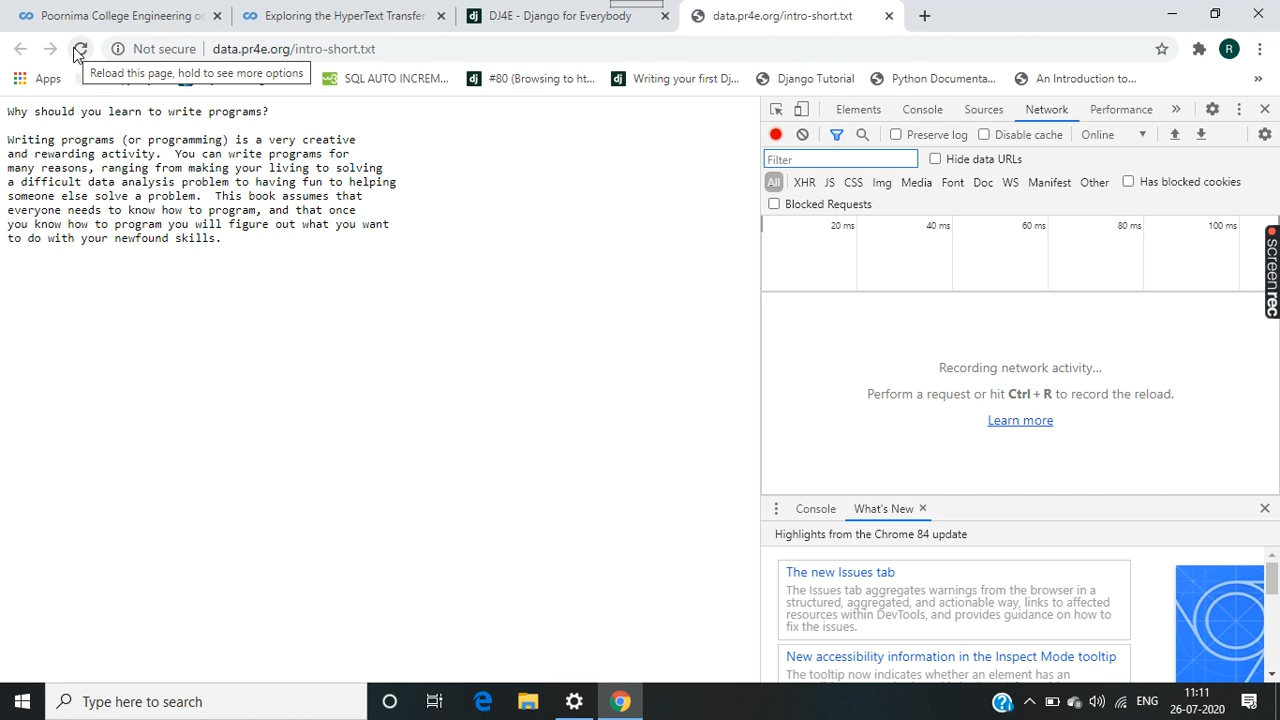 Poornima College Engineering or
Exploring the HyperText Transfer
DJ4E - Django for Everybody
data.pr4e.org/intro-short.txt
Not secure
data.pr4e.org/intro-short.txt
R
Reload this page, hold to see more options
Apps
SQL AUTO INCREM...
#80 (Browsing to ht...
Writing your first Dj...
Django Tutorial
Python Documenta...
An Introduction to...
Why should you learn to write programs?
Writing programs (or programming) is a very creative
and rewarding activity.  You can write programs for
many reasons, ranging from making your living to solving
a difficult data analysis problem to having fun to helping
someone else solve a problem.  This book assumes that
everyone needs to know how to program, and that once
you know how to program you will figure out what you want
to do with your newfound skills.
Elements
Console
Sources
Network
Performance
Preserve log
Disable cache
Online
Filter
Hide data URLs
All
XHR
JS
CSS
Img
Media
Font
Doc
WS
Manifest
Other
Has blocked cookies
Blocked Requests
20 ms
40 ms
60 ms
80 ms
100 ms
screenrec
Recording network activity...
Perform a request or hit Ctrl + R to record the reload.
Learn more
Console
What's New
Highlights from the Chrome 84 update
The new Issues tab
The Issues tab aggregates warnings from the browser in a
structured, aggregated, and actionable way, links to affected
resources within DevTools, and provides guidance on how to
fix the issues.
New accessibility information in the Inspect Mode tooltip
The tooltip now indicates whether an element has an
Type here to search
ENG
11:11
26-07-2020